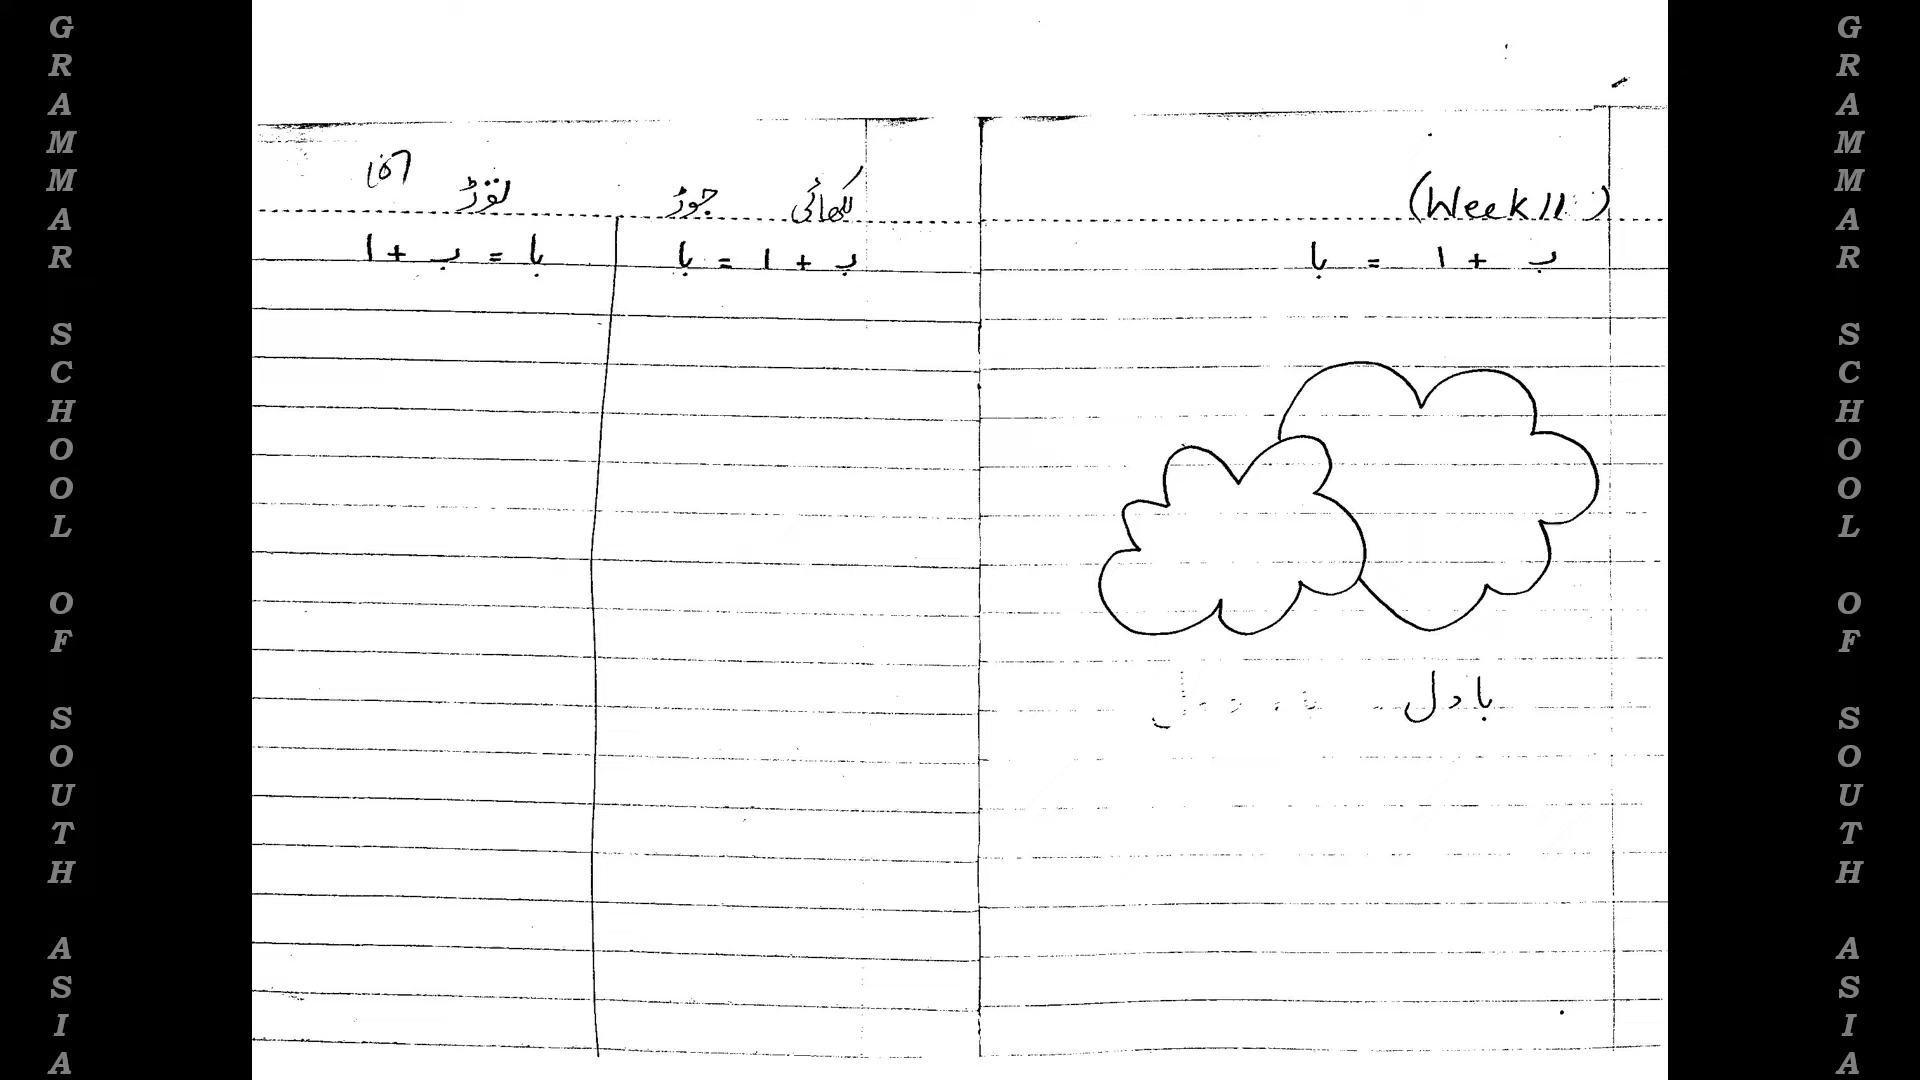 GRAMMAR SCHOOL OF SOUTH ASIA
(Week 11)
ب + ا = با
بادل بادل
لکھائی جوڑ توڑ
ب + ا = با
با = ب + ا
GRAMMAR SCHOOL OF SOUTH ASIA